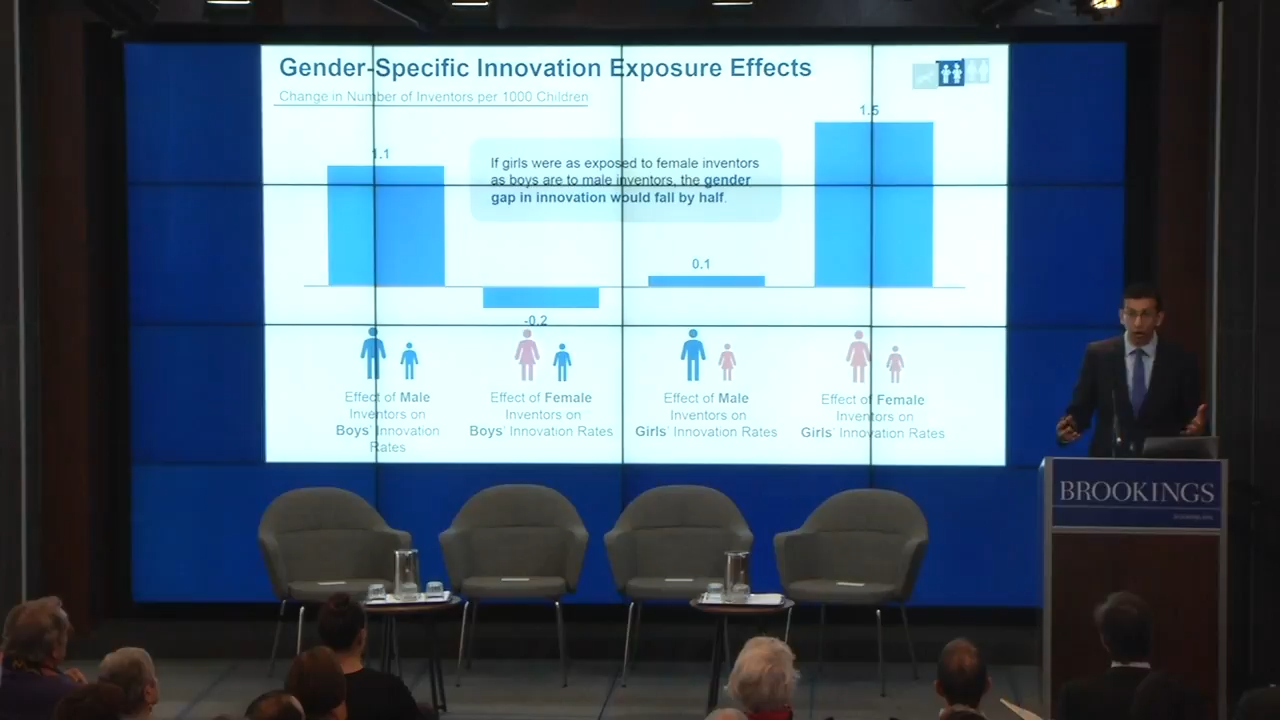 Gender-Specific Innovation Exposure Effects
Change in Number of Inventors per 1000 Children
1.1
-0.2
0.1
1.5
If girls were as exposed to female inventors
as boys are to male inventors, the gender
gap in innovation would fall by half.
Effect of Male
Inventors on
Boys' Innovation
Rates
Effect of Female
Inventors on
Boys' Innovation Rates
Effect of Male
Inventors on
Girls' Innovation Rates
Effect of Female
Inventors on
Girls' Innovation Rates
BROOKINGS